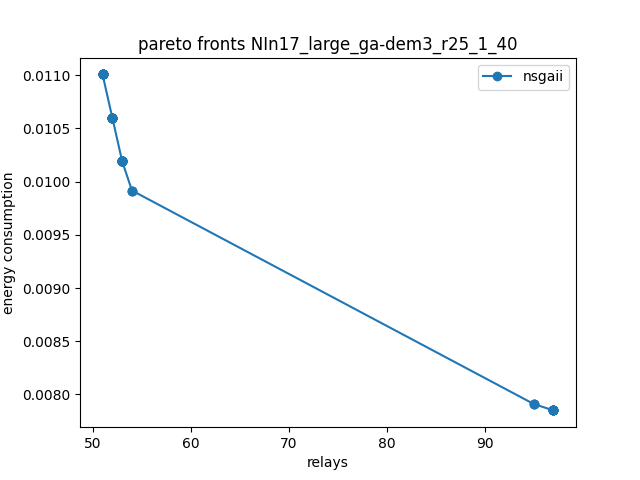 pareto fronts NIn17_large_ga-dem3_r25_1_40
nsgaii
0.0110
0.0105
0.0100
0.0095
0.0090
0.0085
0.0080
energy consumption
50 60 70 80 90
relays